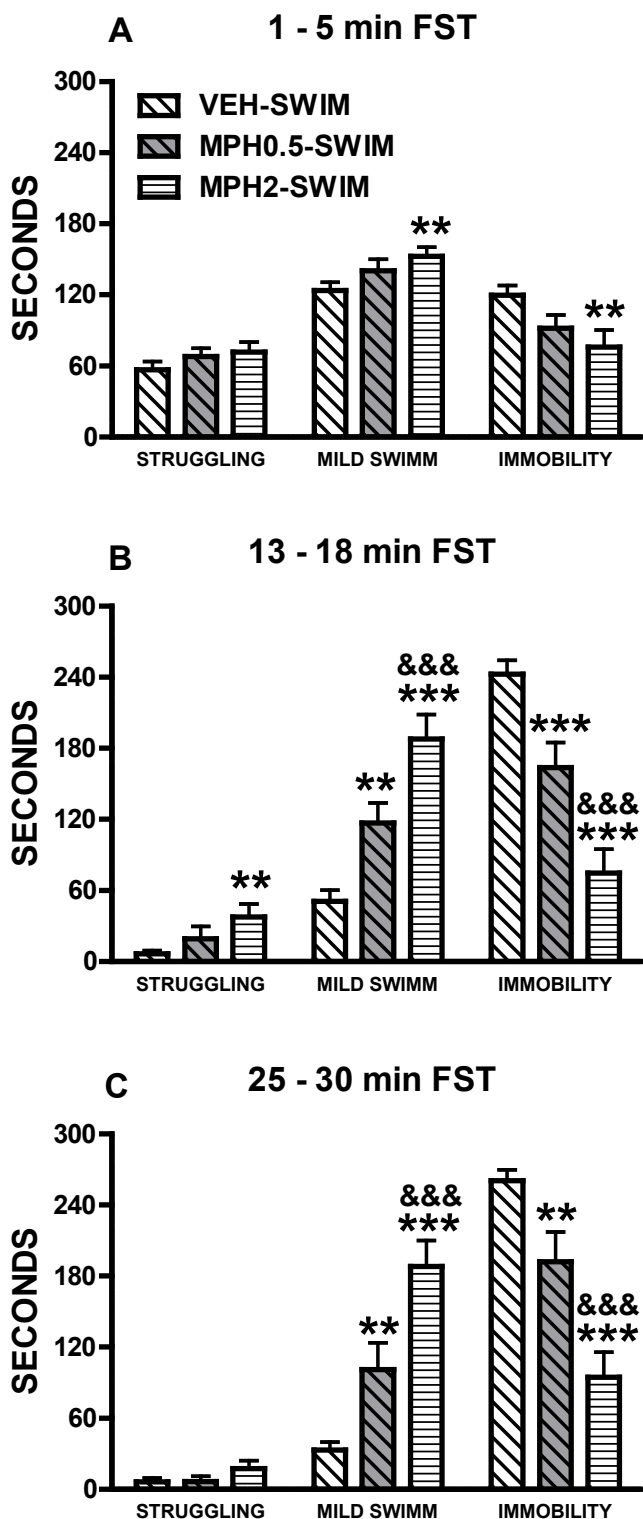 A
1 - 5 min FST
300
240
180
120
60
0
SECONDS
VEH-SWIM
MPH0.5-SWIM
MPH2-SWIM
**
**
STRUGGLING MILD SWIMM IMMOBILITY
B
13 - 18 min FST
300
240
180
120
60
0
SECONDS
**
**
&&&
***
***
&&&
***
STRUGGLING MILD SWIMM IMMOBILITY
C
25 - 30 min FST
300
240
180
120
60
0
SECONDS
**
&&&
***
**
&&&
***
STRUGGLING MILD SWIMM IMMOBILITY